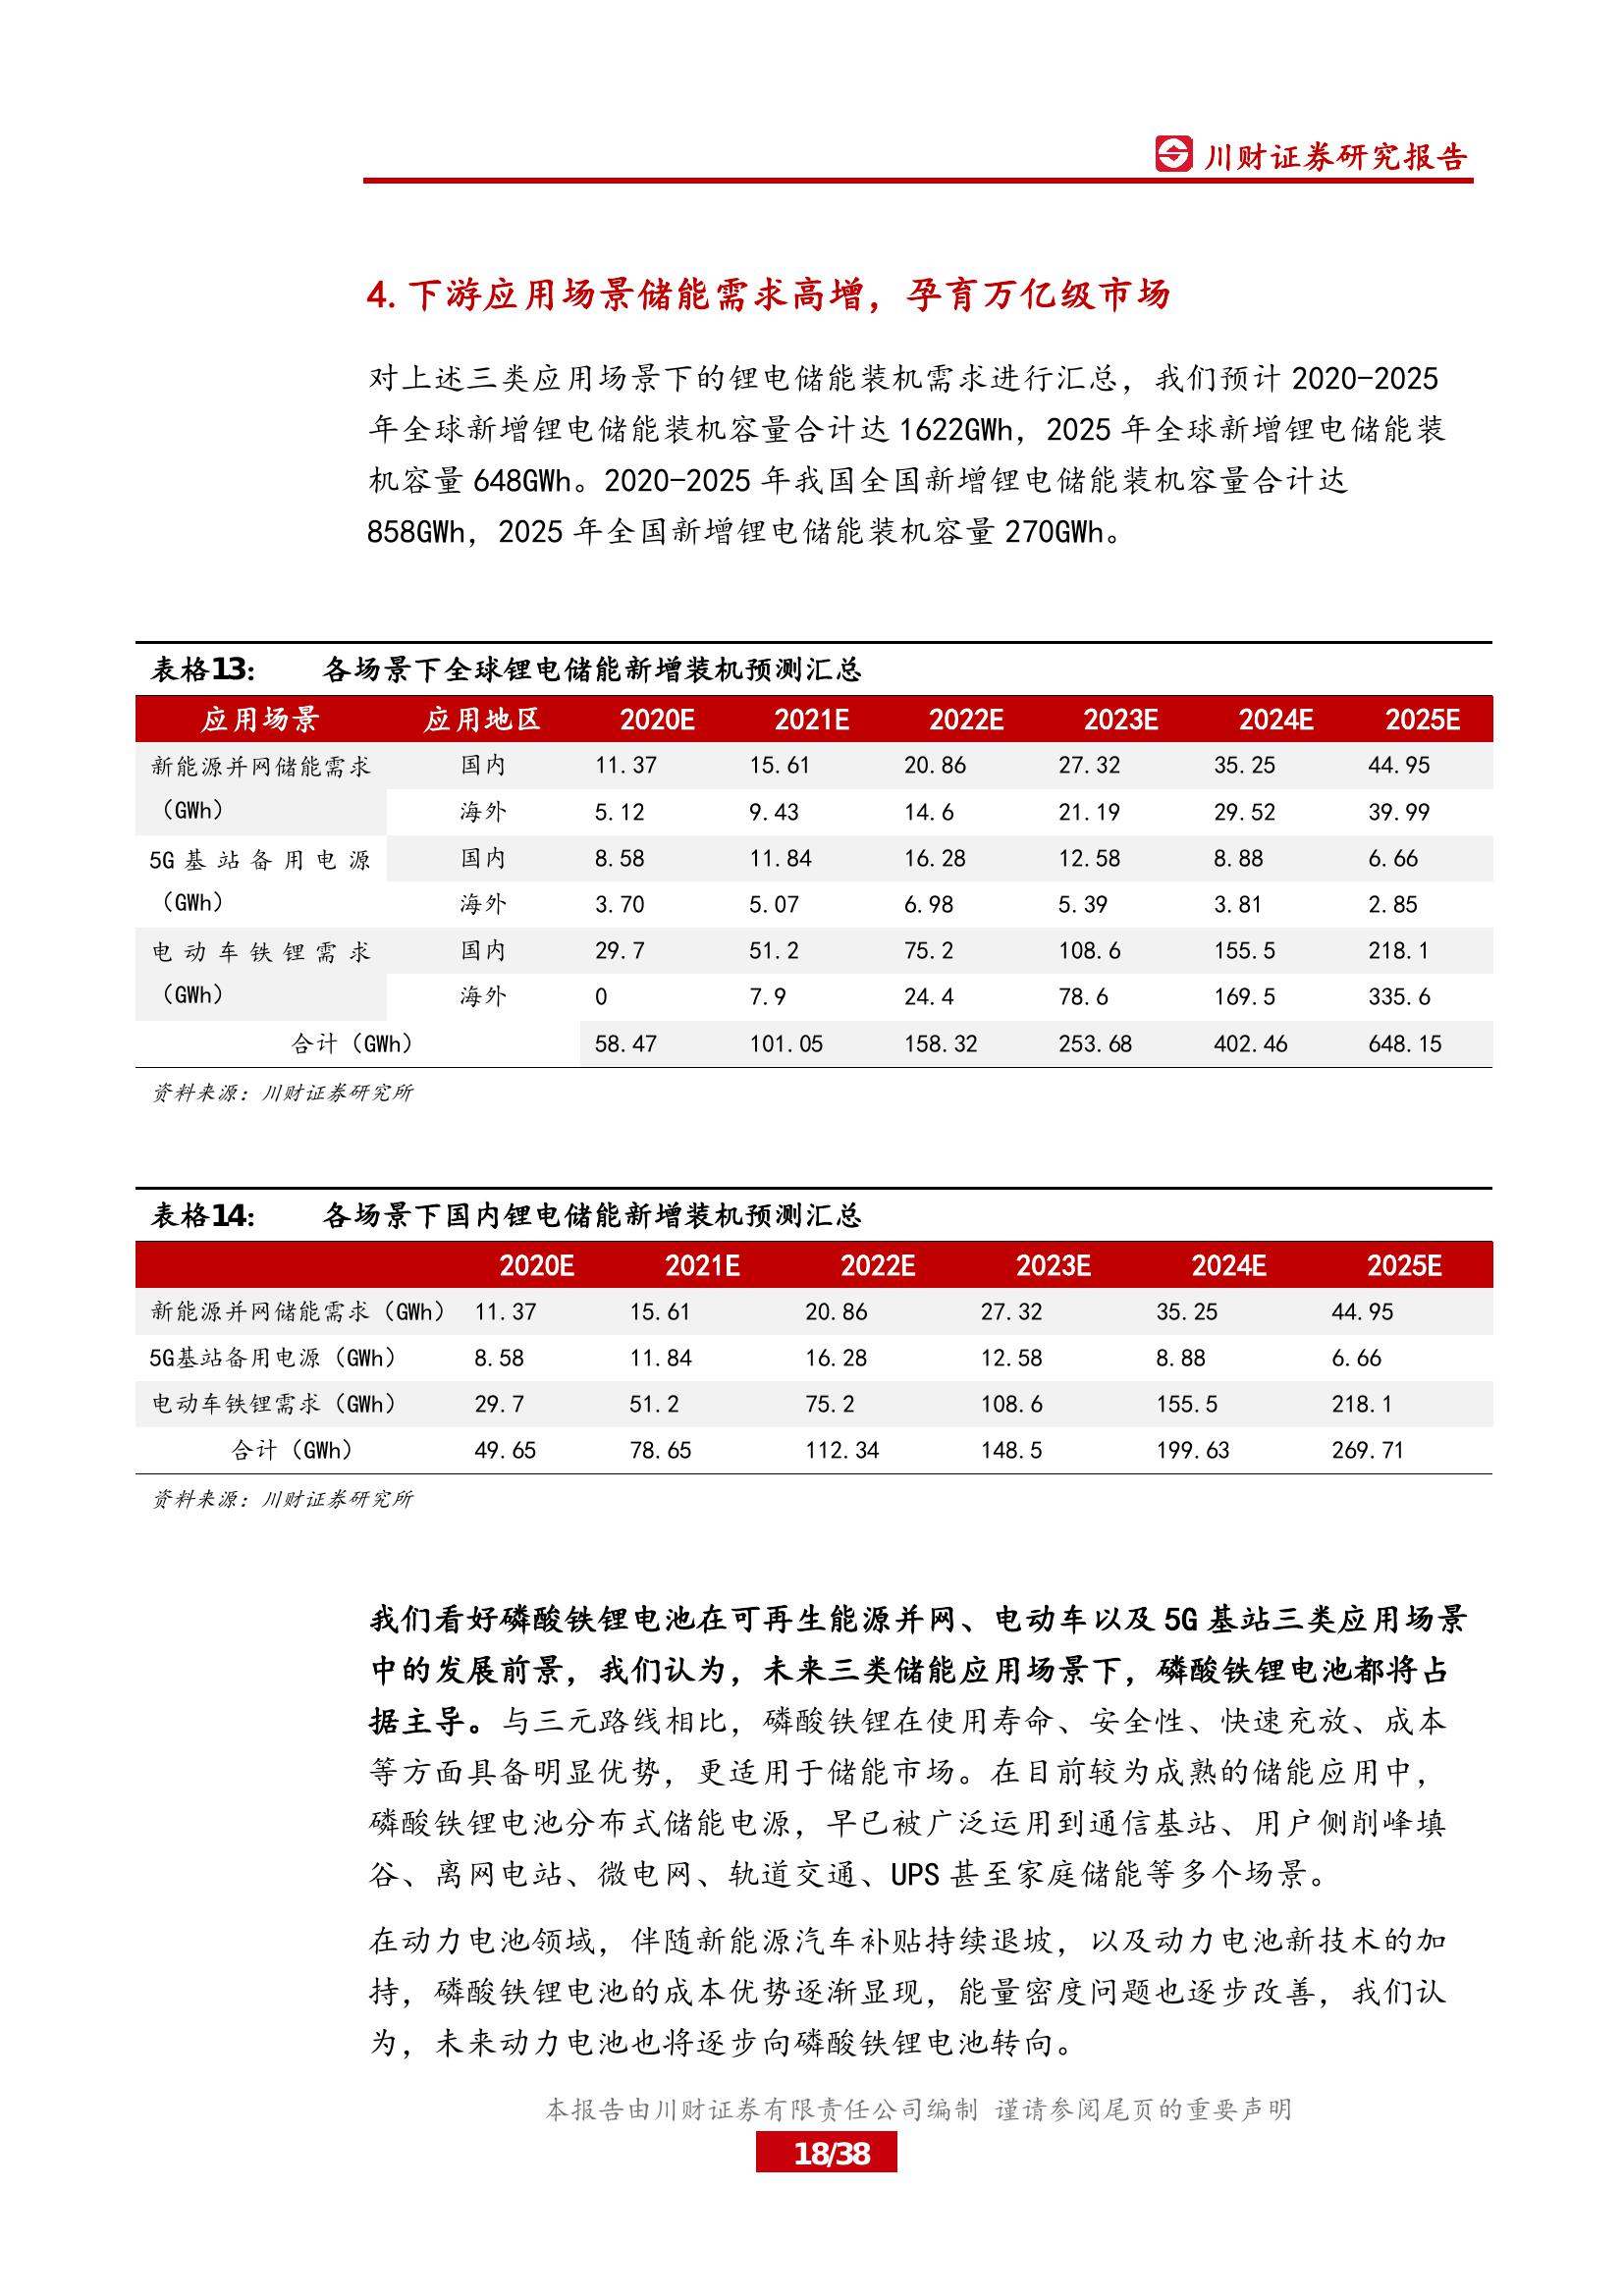 川财证券研究报告
4. 下游应用场景储能需求高增，孕育万亿级市场
对上述三类应用场景下的锂电储能装机需求进行汇总，我们预计 2020-2025
年全球新增锂电储能装机容量合计达 1622GWh，2025 年全球新增锂电储能装
机容量 648GWh。2020-2025 年我国全国新增锂电储能装机容量合计达
858GWh，2025 年全国新增锂电储能装机容量 270GWh。
表格13： 各场景下全球锂电储能新增装机预测汇总
应用场景 应用地区 2020E 2021E 2022E 2023E 2024E 2025E
新能源并网储能需求 国内 11.37 15.61 20.86 27.32 35.25 44.95
（GWh） 海外 5.12 9.43 14.6 21.19 29.52 39.99
5G基站备用电源 国内 8.58 11.84 16.28 12.58 8.88 6.66
（GWh） 海外 3.70 5.07 6.98 5.39 3.81 2.85
电动车铁锂需求 国内 29.7 51.2 75.2 108.6 155.5 218.1
（GWh） 海外 0 7.9 24.4 78.6 169.5 335.6
合计（GWh） 58.47 101.05 158.32 253.68 402.46 648.15
资料来源：川财证券研究所
表格14： 各场景下国内锂电储能新增装机预测汇总
2020E 2021E 2022E 2023E 2024E 2025E
新能源并网储能需求（GWh） 11.37 15.61 20.86 27.32 35.25 44.95
5G基站备用电源（GWh） 8.58 11.84 16.28 12.58 8.88 6.66
电动车铁锂需求（GWh） 29.7 51.2 75.2 108.6 155.5 218.1
合计（GWh） 49.65 78.65 112.34 148.5 199.63 269.71
资料来源：川财证券研究所
我们看好磷酸铁锂电池在可再生能源并网、电动车以及 5G 基站三类应用场景
中的发展前景，我们认为，未来三类储能应用场景下，磷酸铁锂电池都将占
据主导。与三元路线相比，磷酸铁锂在使用寿命、安全性、快速充放、成本
等方面具备明显优势，更适用于储能市场。在目前较为成熟的储能应用中，
磷酸铁锂电池分布式储能电源，早已被广泛运用到通信基站、用户侧削峰填
谷、离网电站、微电网、轨道交通、UPS 甚至家庭储能等多个场景。
在动力电池领域，伴随新能源汽车补贴持续退坡，以及动力电池新技术的加
持，磷酸铁锂电池的成本优势逐渐显现，能量密度问题也逐步改善，我们认
为，未来动力电池也将逐步向磷酸铁锂电池转向。
本报告由川财证券有限责任公司编制 谨请参阅尾页的重要声明
18/38